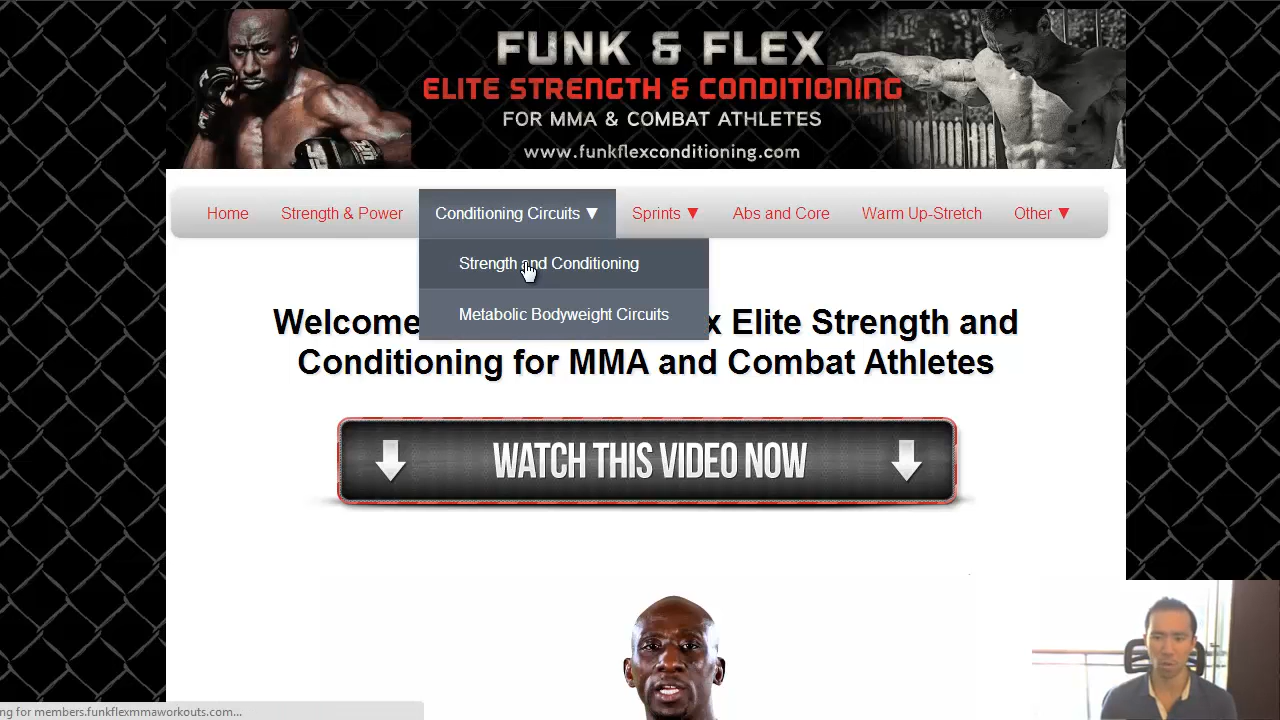 FUNK & FLEX
ELITE STRENGTH & CONDITIONING
FOR MMA & COMBAT ATHLETES
www.funkflexconditioning.com
Home Strength & Power Conditioning Circuits ▼ Sprints ▼ Abs and Core Warm Up-Stretch Other ▼
Strength and Conditioning
Metabolic Bodyweight Circuits
Welcome x Elite Strength and
Conditioning for MMA and Combat Athletes
WATCH THIS VIDEO NOW
ng for members.funkflexmmaworkouts.com...